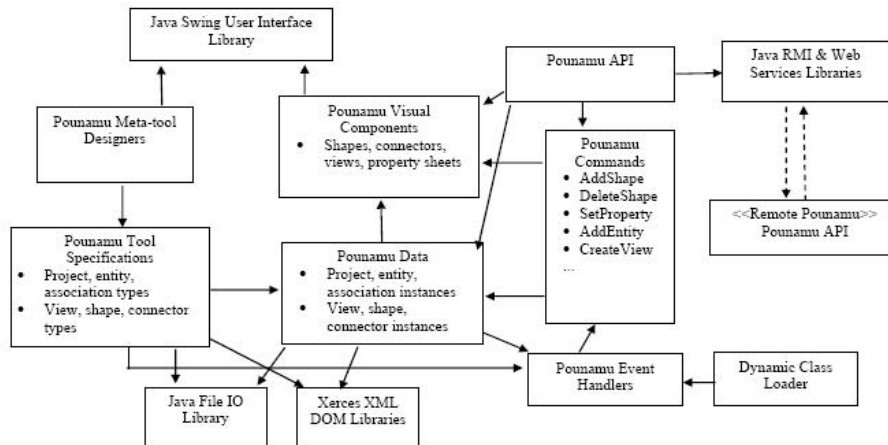 Java Swing User Interface
Library
Pounamu API
Java RMI & Web
Services Libraries
Pounamu Meta-tool
Designers
Pounamu Visual
Components
• Shapes, connectors,
views, property sheets
Pounamu
Commands
• AddShape
• DeleteShape
• SetProperty
• AddEntity
• CreateView
...
<<Remote Pounamu>>
Pounamu API
Pounamu Tool
Specifications
• Project, entity,
association types
• View, shape, connector
types
Pounamu Data
• Project, entity,
association instances
• View, shape,
connector instances
Pounamu Event
Handlers
Dynamic Class
Loader
Java File IO
Library
Xerces XML
DOM Libraries